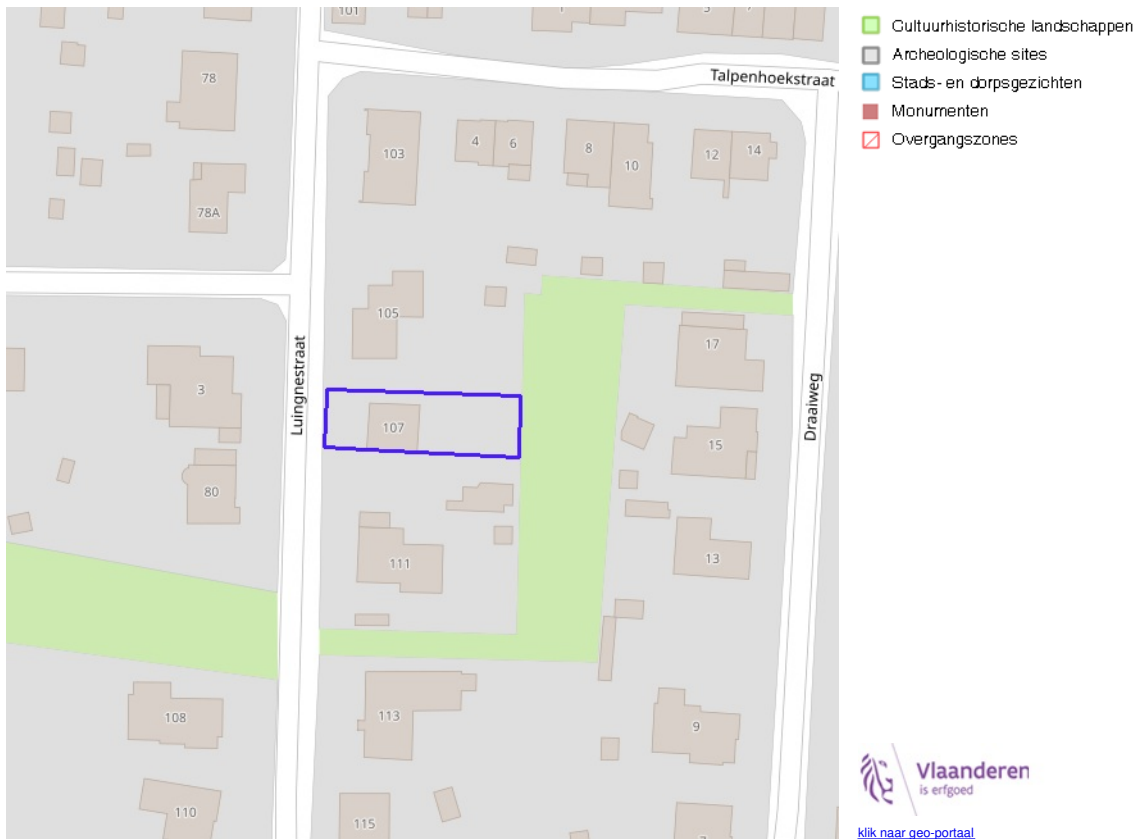 101
78
Talpenhoekstraat
103
4
6
8
10
12
14
78A
105
17
Luingnestraat
3
107
Draaiweg
15
80
111
13
108
113
9
110
115
Cultuurhistorische landschappen
Archeologische sites
Stads- en dorpsgezichten
Monumenten
Overgangszones
Vlaanderen
is erfgoed
klik naar geo-portaal